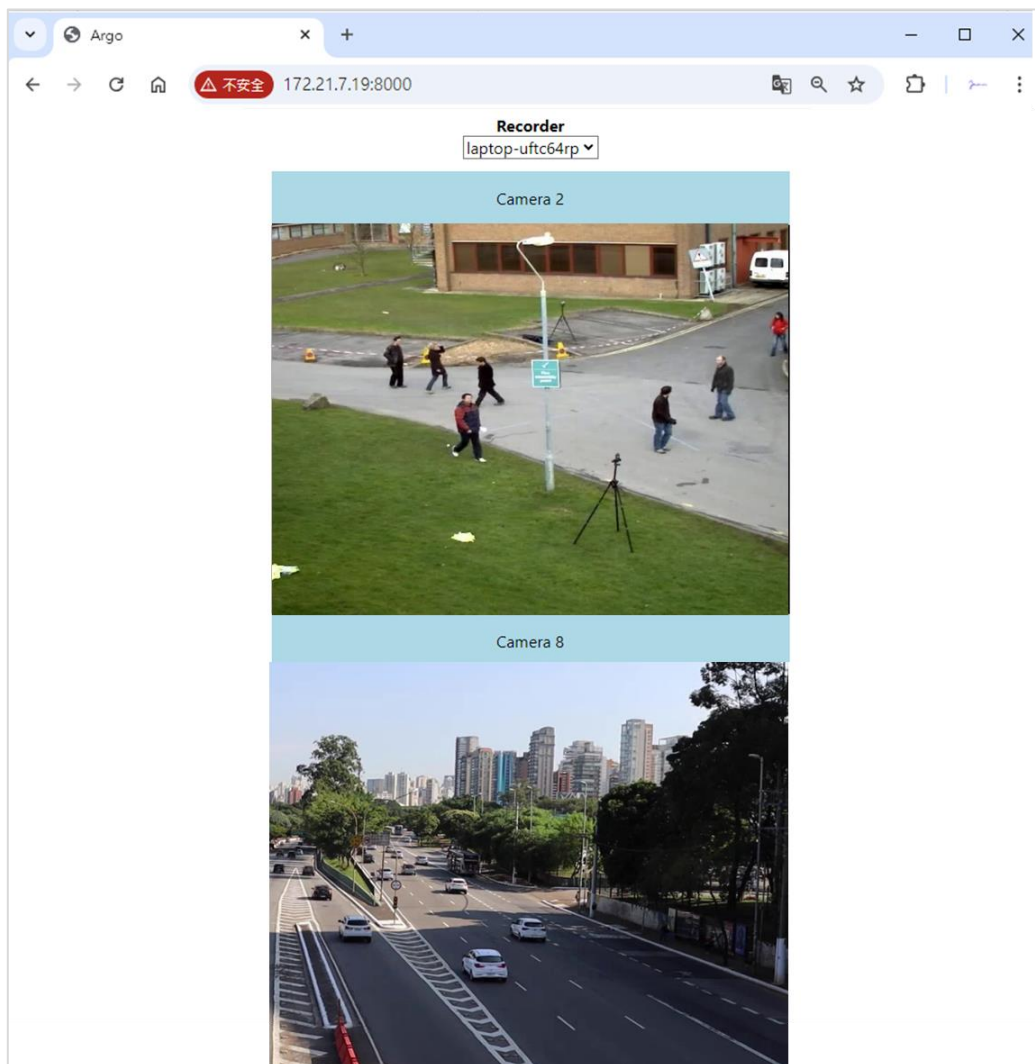 Argo
不安全
172.21.7.19:8000
Recorder
laptop-uftc64rp
Camera 2
Camera 8